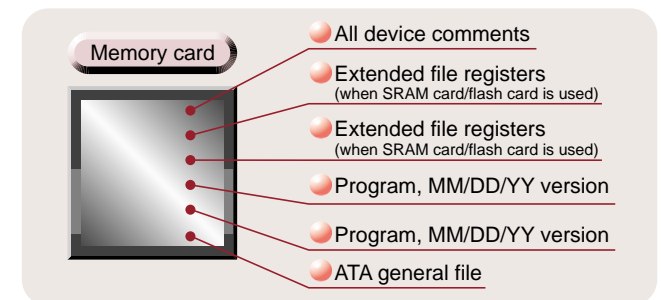 Memory card
All device comments
Extended file registers
(when SRAM card/flash card is used)
Extended file registers
(when SRAM card/flash card is used)
Program, MM/DD/YY version
Program, MM/DD/YY version
ATA general file